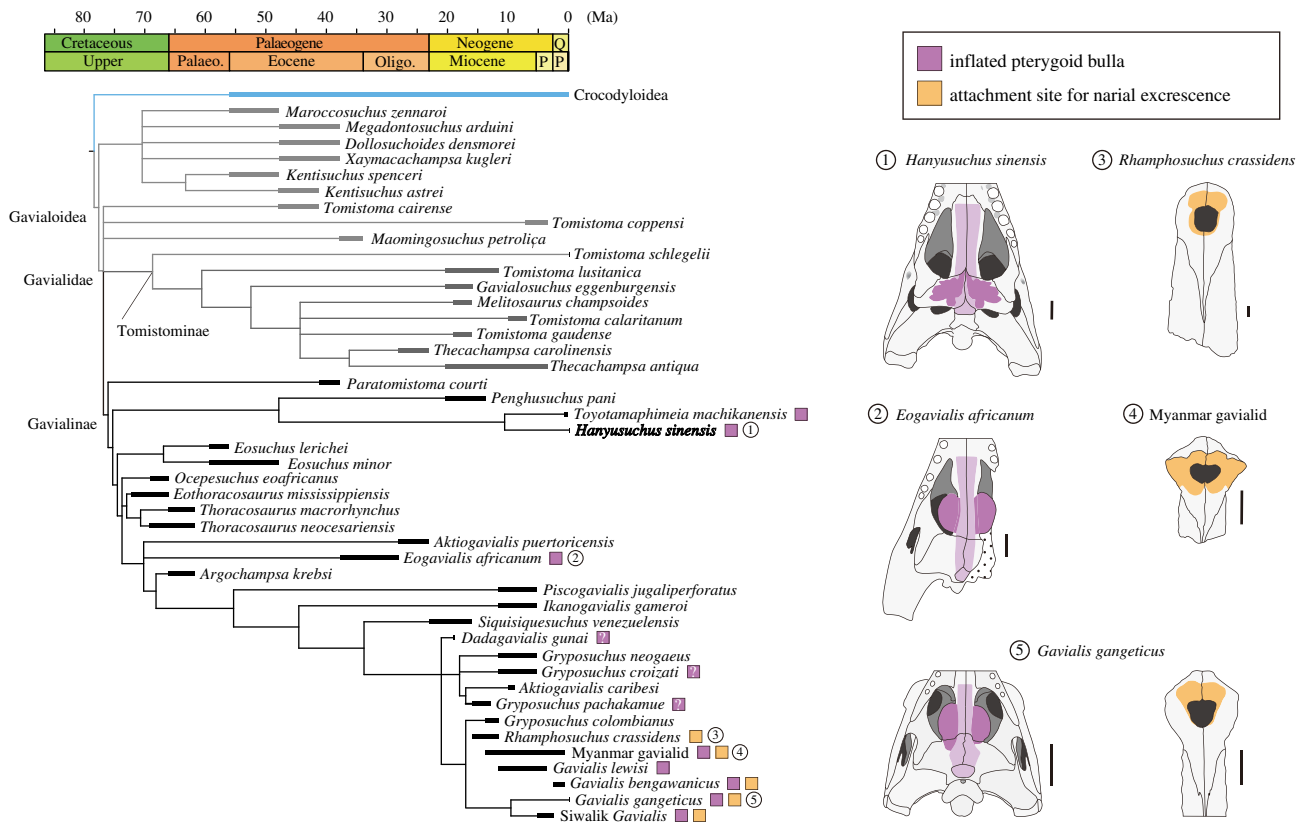 80 70 60 50 40 30 20 10 0 (Ma)
Cretaceous Palaeogene Neogene Q
Upper Palaeo. Eocene Oligo. Miocene P P
inflated pterygoid bulla
attachment site for narial excrescence
Crocodyloidea
Maroccosuchus zennaroi
Megadontosuchus arduini
Dollosuchoides densmorei
Xaymacachampsa kugleri
Kentisuchus spenceri
Kentisuchus astrei
Tomistoma cairense
Gavialoidea
Tomistoma coppensi
Maomingosuchus petrolica
Tomistoma schlegelii
Gavialidae
Tomistoma lusitanica
Gavialosuchus eggenburgensis
Melitosaurus champsoides
Tomistoma calaritanum
Tomistominae
Tomistoma gaudense
Thecachampsa carolinensis
Thecachampsa antiqua
Paratomistoma courti
Penghusuchus pani
Toyotamaphimeia machikanensis
Gavialinae
Hanyusuchus sinensis 1
Eosuchus lerichei
Eosuchus minor
Ocepesuchus eoafricanus
Eothoracosaurus mississippiensis
Thoracosaurus macrorhynchus
Thoracosaurus neocesariensis
Aktiogavialis puertoricensis
Eogavialis africanum 2
Argochampsa krebsi
Piscogavialis jugaliperforatus
Ikanogavialis gameroi
Siquisiquesuchus venezuelensis
Dadagavialis gunai ?
Gryposuchus neogaeus
Gryposuchus croizati ?
Aktiogavialis caribesi
Gryposuchus pachakamue ?
Gryposuchus colombianus
Rhamphosuchus crassidens 3
Myanmar gavialid 4
Gavialis lewisi
Gavialis bengawanicus
Gavialis gangeticus 5
Siwalik Gavialis
1 Hanyusuchus sinensis
3 Rhamphosuchus crassidens
2 Eogavialis africanum
4 Myanmar gavialid
5 Gavialis gangeticus